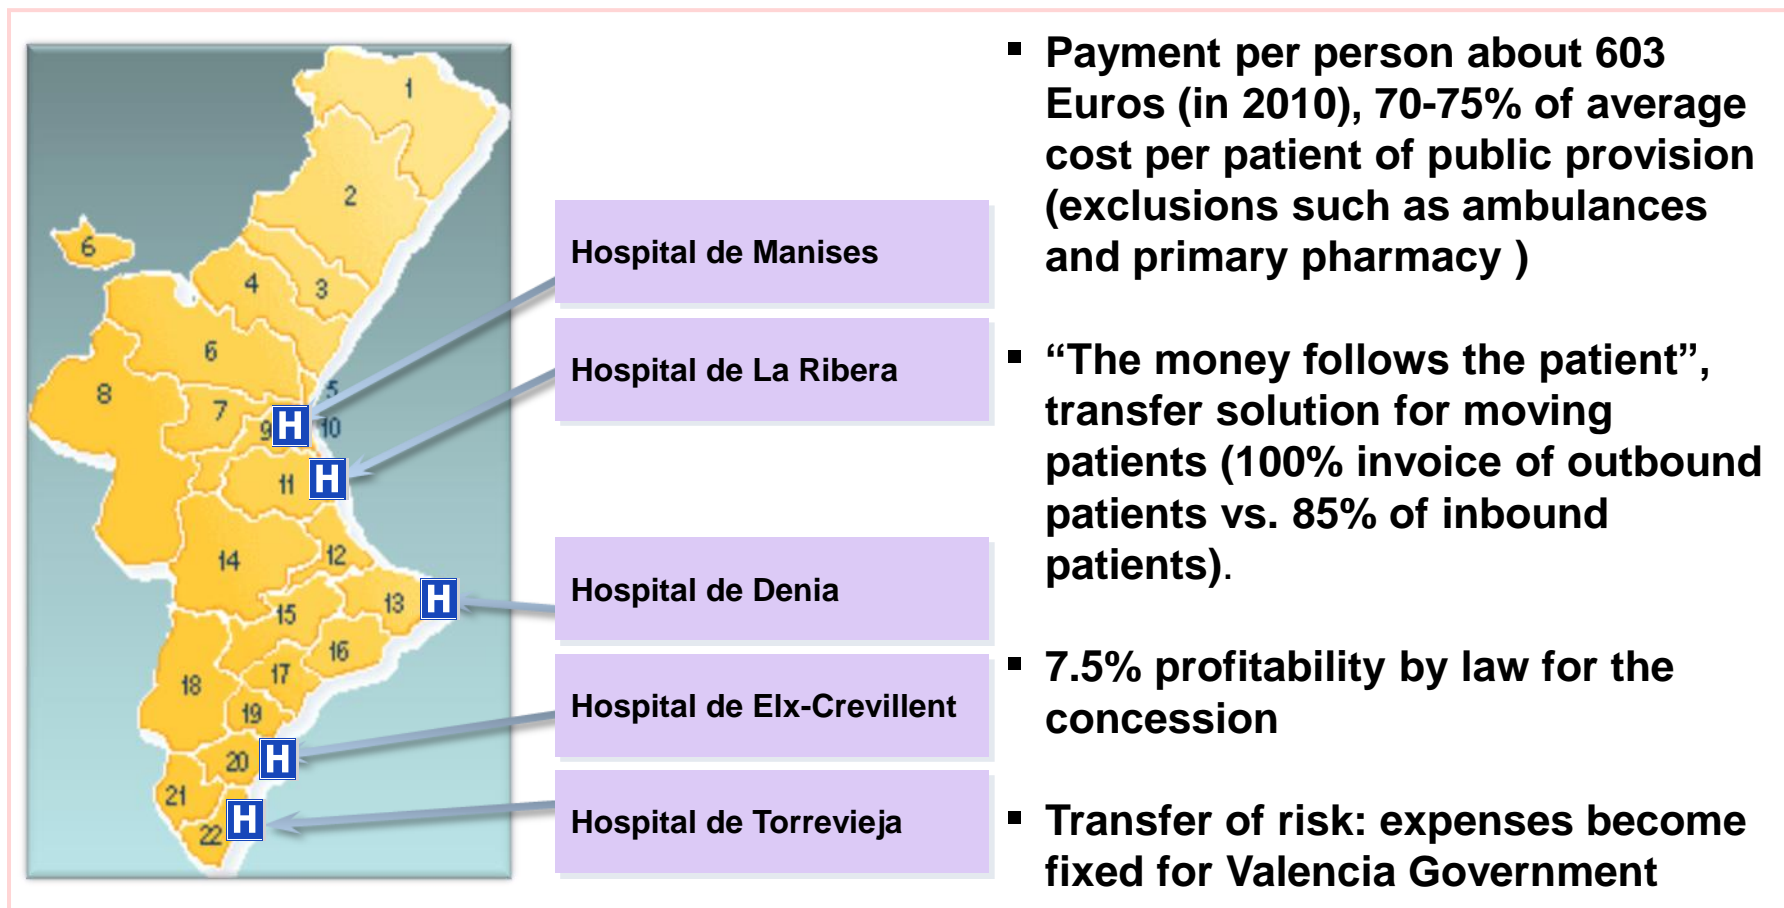 1
2
6
4
3
6
5
8
7
9
H
10
11
H
14
12
13
H
15
16
17
18
19
20
H
21
22
H
Hospital de Manises
Hospital de La Ribera
Hospital de Denia
Hospital de Elx-Crevillent
Hospital de Torrevieja
▪ Payment per person about 603
Euros (in 2010), 70-75% of average
cost per patient of public provision
(exclusions such as ambulances
and primary pharmacy )
▪ “The money follows the patient”,
transfer solution for moving
patients (100% invoice of outbound
patients vs. 85% of inbound
patients).
▪ 7.5% profitability by law for the
concession
▪ Transfer of risk: expenses become
fixed for Valencia Government